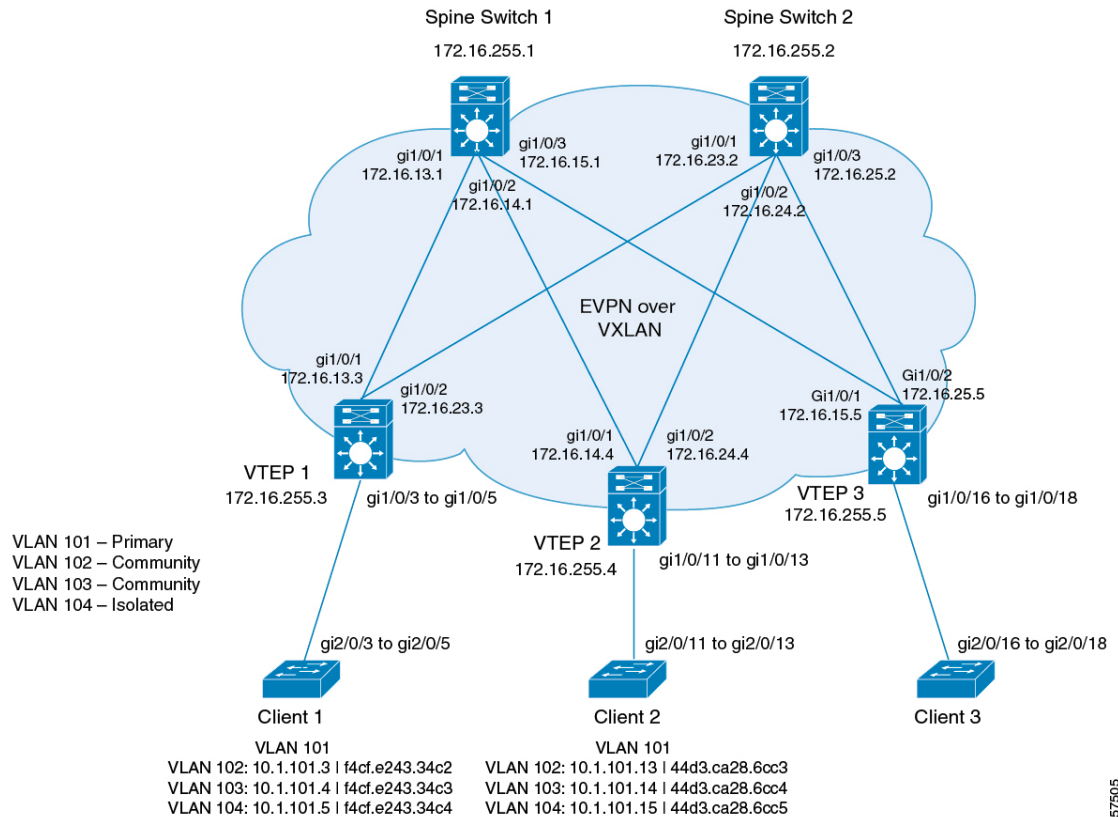 Spine Switch 1
172.16.255.1
Spine Switch 2
172.16.255.2
gi1/0/1
172.16.13.1
gi1/0/3
172.16.15.1
gi1/0/2
172.16.14.1
gi1/0/1
172.16.23.2
gi1/0/3
172.16.25.2
gi1/0/2
172.16.24.2
EVPN over
VXLAN
gi1/0/1
172.16.13.3
gi1/0/2
172.16.23.3
gi1/0/1
172.16.14.4
gi1/0/2
172.16.24.4
Gi1/0/1
172.16.15.5
Gi1/0/2
172.16.25.5
VTEP 1
172.16.255.3
gi1/0/3 to gi1/0/5
VTEP 2
172.16.255.4
gi1/0/11 to gi1/0/13
VTEP 3
172.16.255.5
gi1/0/16 to gi1/0/18
VLAN 101 – Primary
VLAN 102 – Community
VLAN 103 – Community
VLAN 104 – Isolated
gi2/0/3 to gi2/0/5
gi2/0/11 to gi2/0/13
gi2/0/16 to gi2/0/18
Client 1
VLAN 101
VLAN 102: 10.1.101.3 | f4cf.e243.34c2
VLAN 103: 10.1.101.4 | f4cf.e243.34c3
VLAN 104: 10.1.101.5 | f4cf.e243.34c4
Client 2
VLAN 101
VLAN 102: 10.1.101.13 | 44d3.ca28.6cc3
VLAN 103: 10.1.101.14 | 44d3.ca28.6cc4
VLAN 104: 10.1.101.15 | 44d3.ca28.6cc5
Client 3
57505